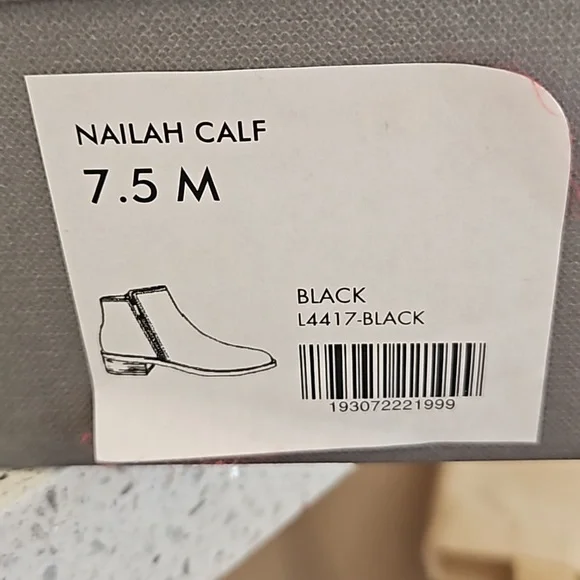 NAILAH CALF
7.5 M
BLACK
L4417-BLACK
193072221999